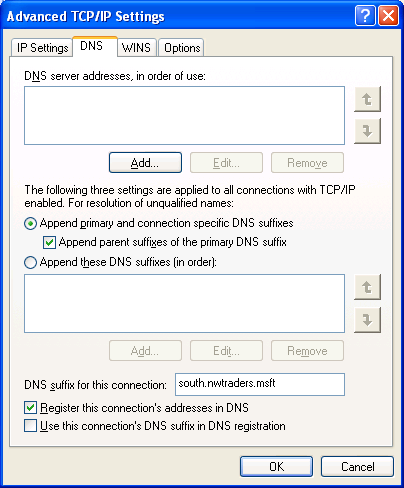 Advanced TCP/IP Settings
IP Settings DNS WINS Options
DNS server addresses, in order of use:
Add... Edit... Remove
The following three settings are applied to all connections with TCP/IP
enabled. For resolution of unqualified names:
Append primary and connection specific DNS suffixes
Append parent suffixes of the primary DNS suffix
Append these DNS suffixes (in order):
Add... Edit... Remove
DNS suffix for this connection: south.nwtraders.msft
Register this connection's addresses in DNS
Use this connection's DNS suffix in DNS registration
OK Cancel